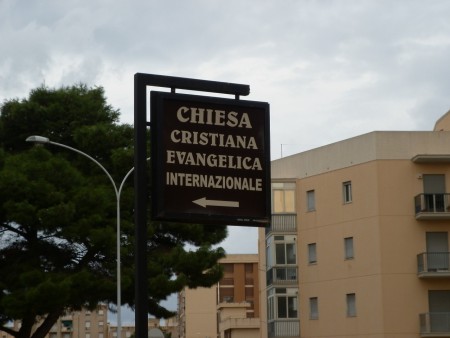 CHIESA
CRISTIANA
EVANGELICA
INTERNAZIONALE